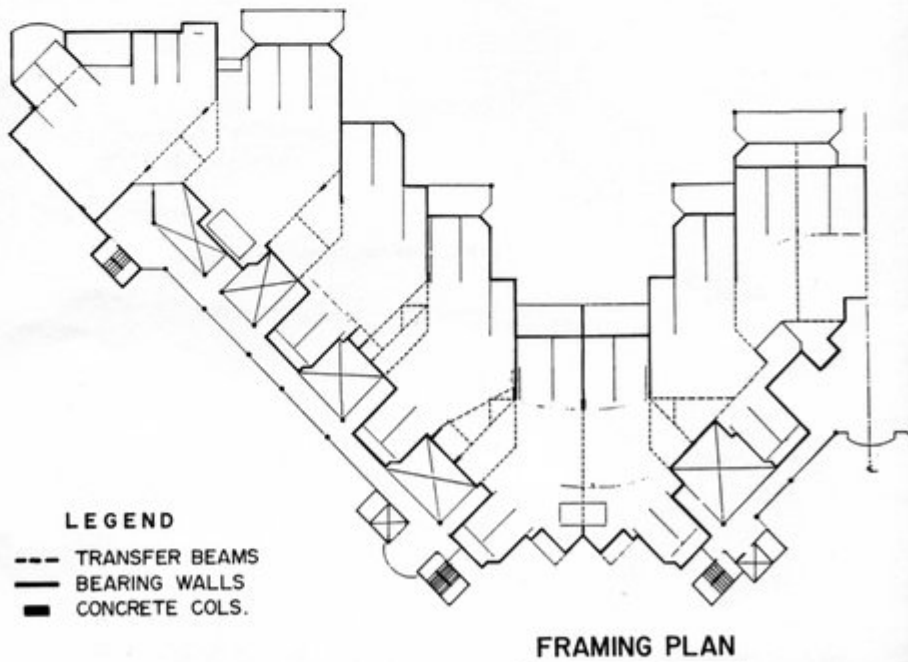 LEGEND
TRANSFER BEAMS
BEARING WALLS
CONCRETE COLS.
FRAMING PLAN